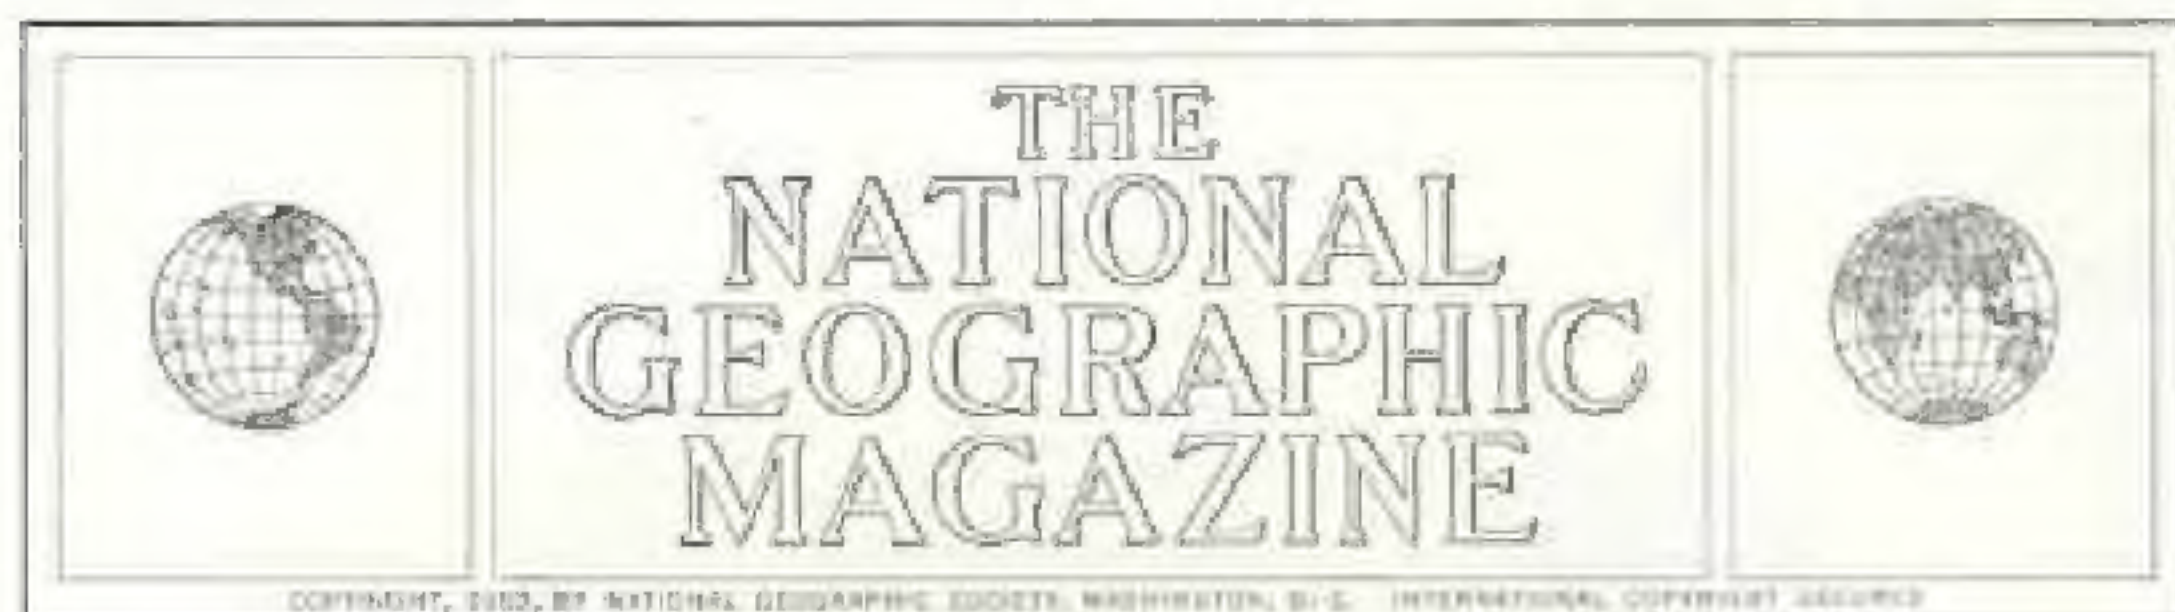 THE
NATIONAL
GEOGRAPHIC
MAGAZINE
COPYRIGHT, BY NATIONAL GEOGRAPHIC SOCIETY, WASHINGTON, D. C. INTERNATIONAL COPYRIGHT SECURED